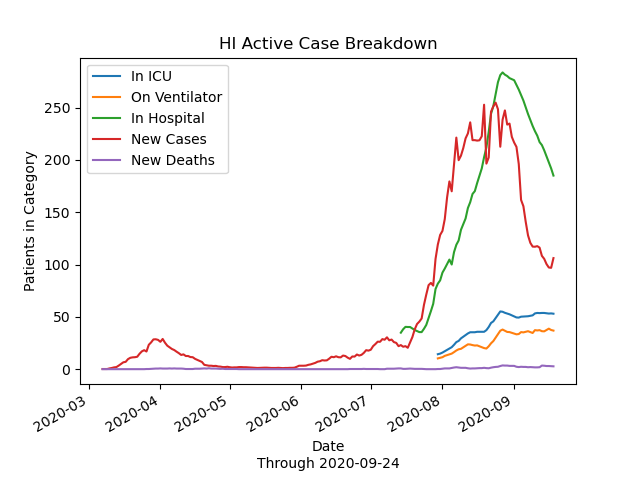 HI Active Case Breakdown
In ICU
On Ventilator
In Hospital
New Cases
New Deaths
Patients in Category
250
200
150
100
50
0
2020-03
2020-04
2020-05
2020-06
2020-07
2020-08
2020-09
Date
Through 2020-09-24